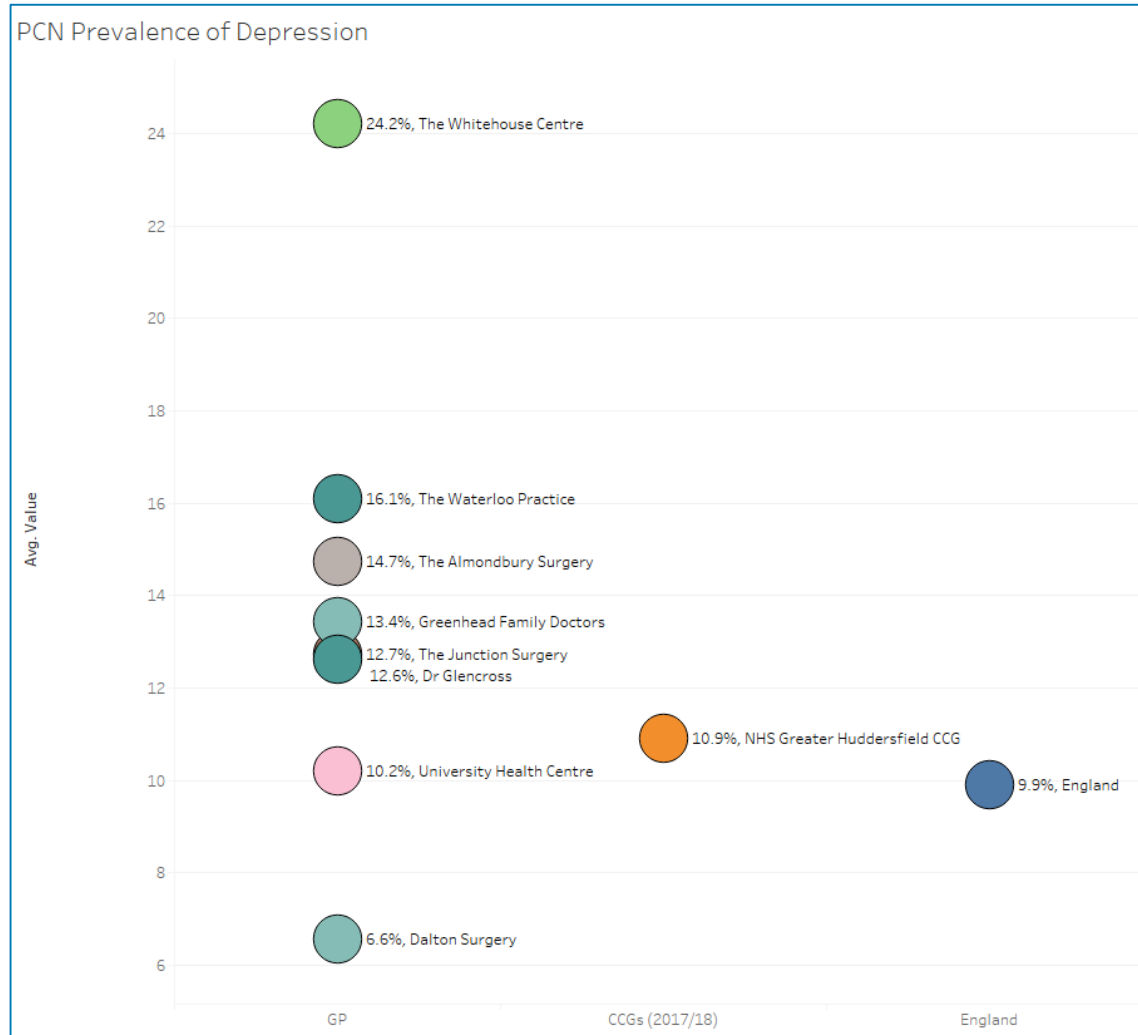 PCN Prevalence of Depression
Avg. Value
24
22
20
18
16
14
12
10
8
6
24.2%, The Whitehouse Centre
16.1%, The Waterloo Practice
14.7%, The Almondbury Surgery
13.4%, Greenhead Family Doctors
12.7%, The Junction Surgery
12.6%, Dr Glencross
10.9%, NHS Greater Huddersfield CCG
10.2%, University Health Centre
9.9%, England
6.6%, Dalton Surgery
GP
CCGs (2017/18)
England